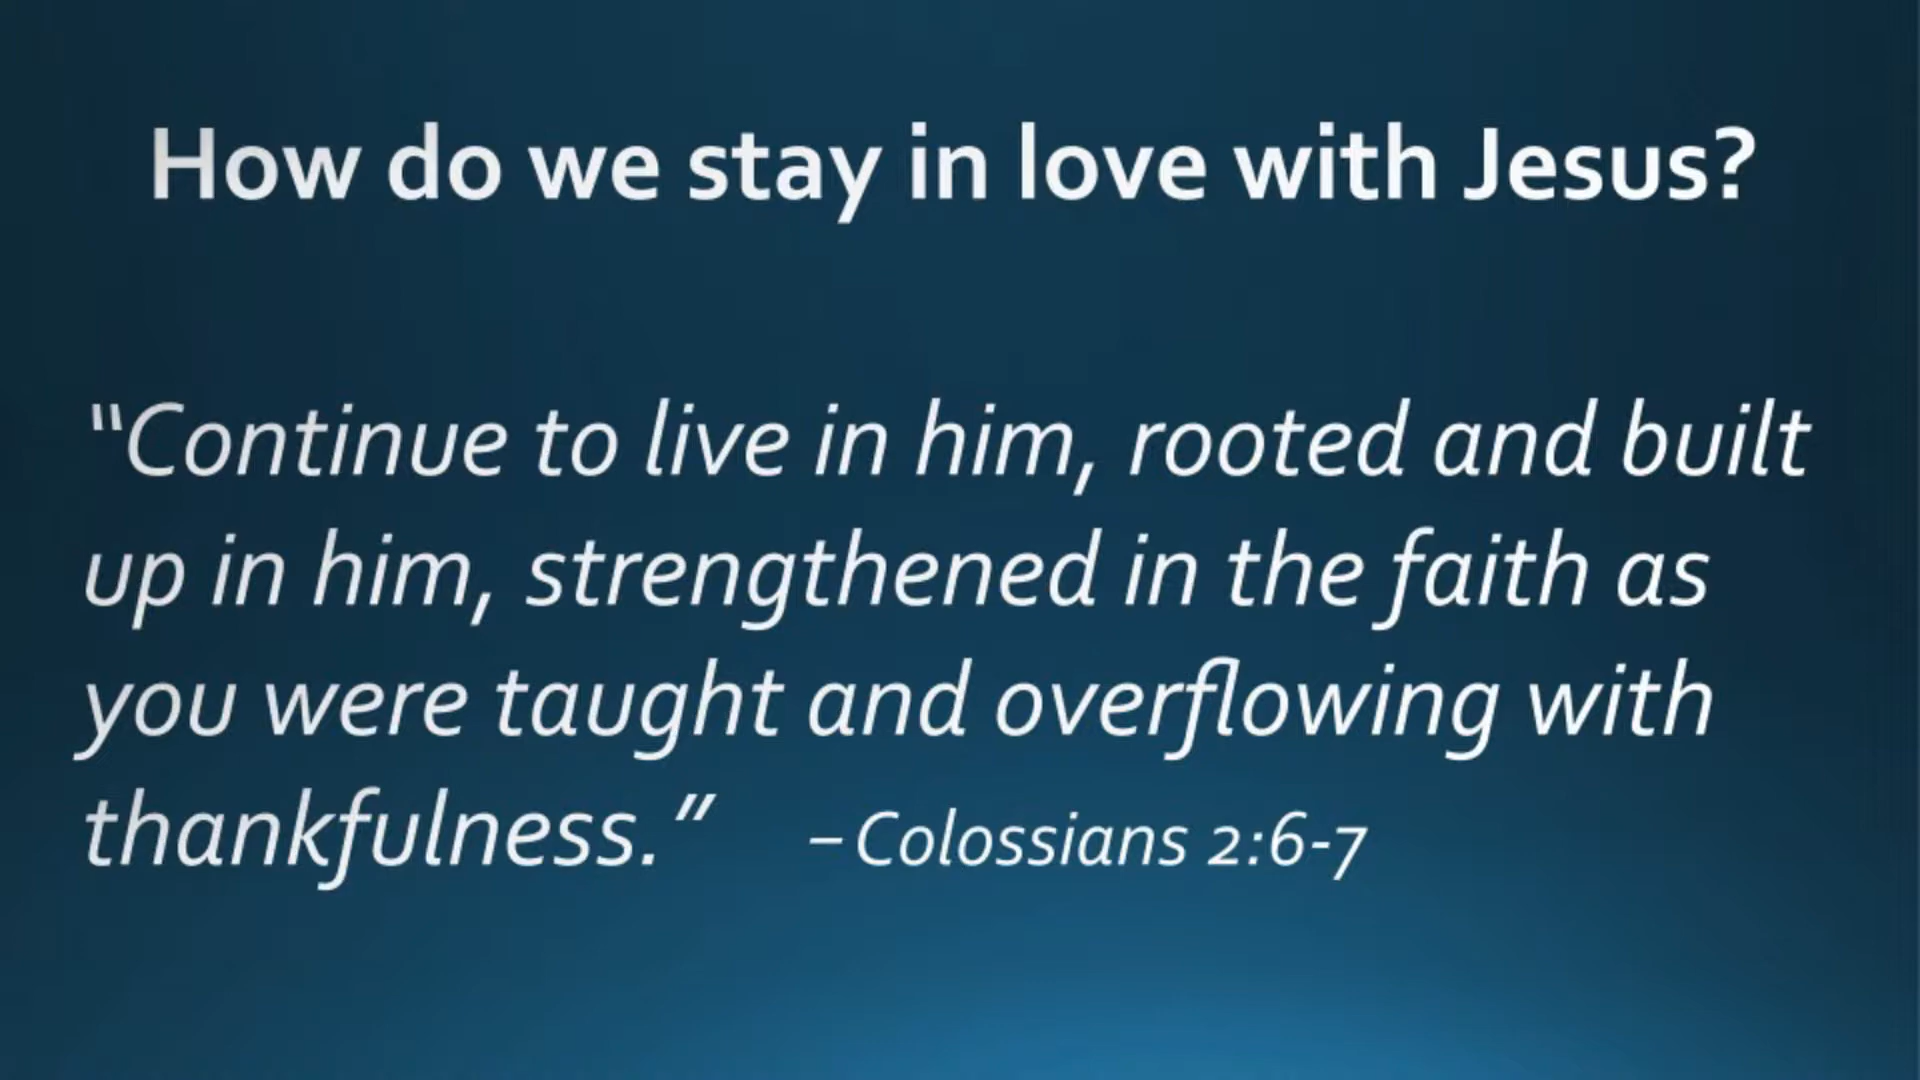 How do we stay in love with Jesus?
“Continue to live in him, rooted and built
up in him, strengthened in the faith as
you were taught and overflowing with
thankfulness.” – Colossians 2:6-7